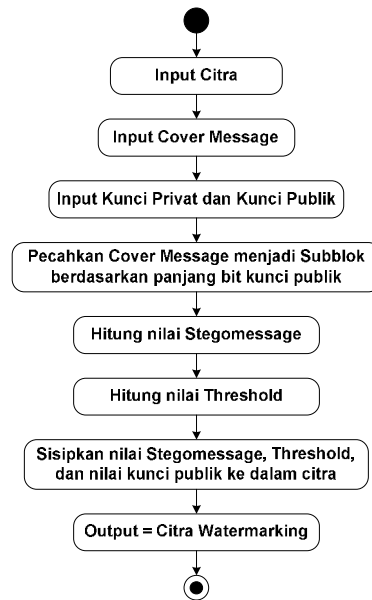 Input Citra
Input Cover Message
Input Kunci Privat dan Kunci Publik
Pecahkan Cover Message menjadi Subblok
berdasarkan panjang bit kunci publik
Hitung nilai Stegomessage
Hitung nilai Threshold
Sisipkan nilai Stegomessage, Threshold,
dan nilai kunci publik ke dalam citra
Output = Citra Watermarking